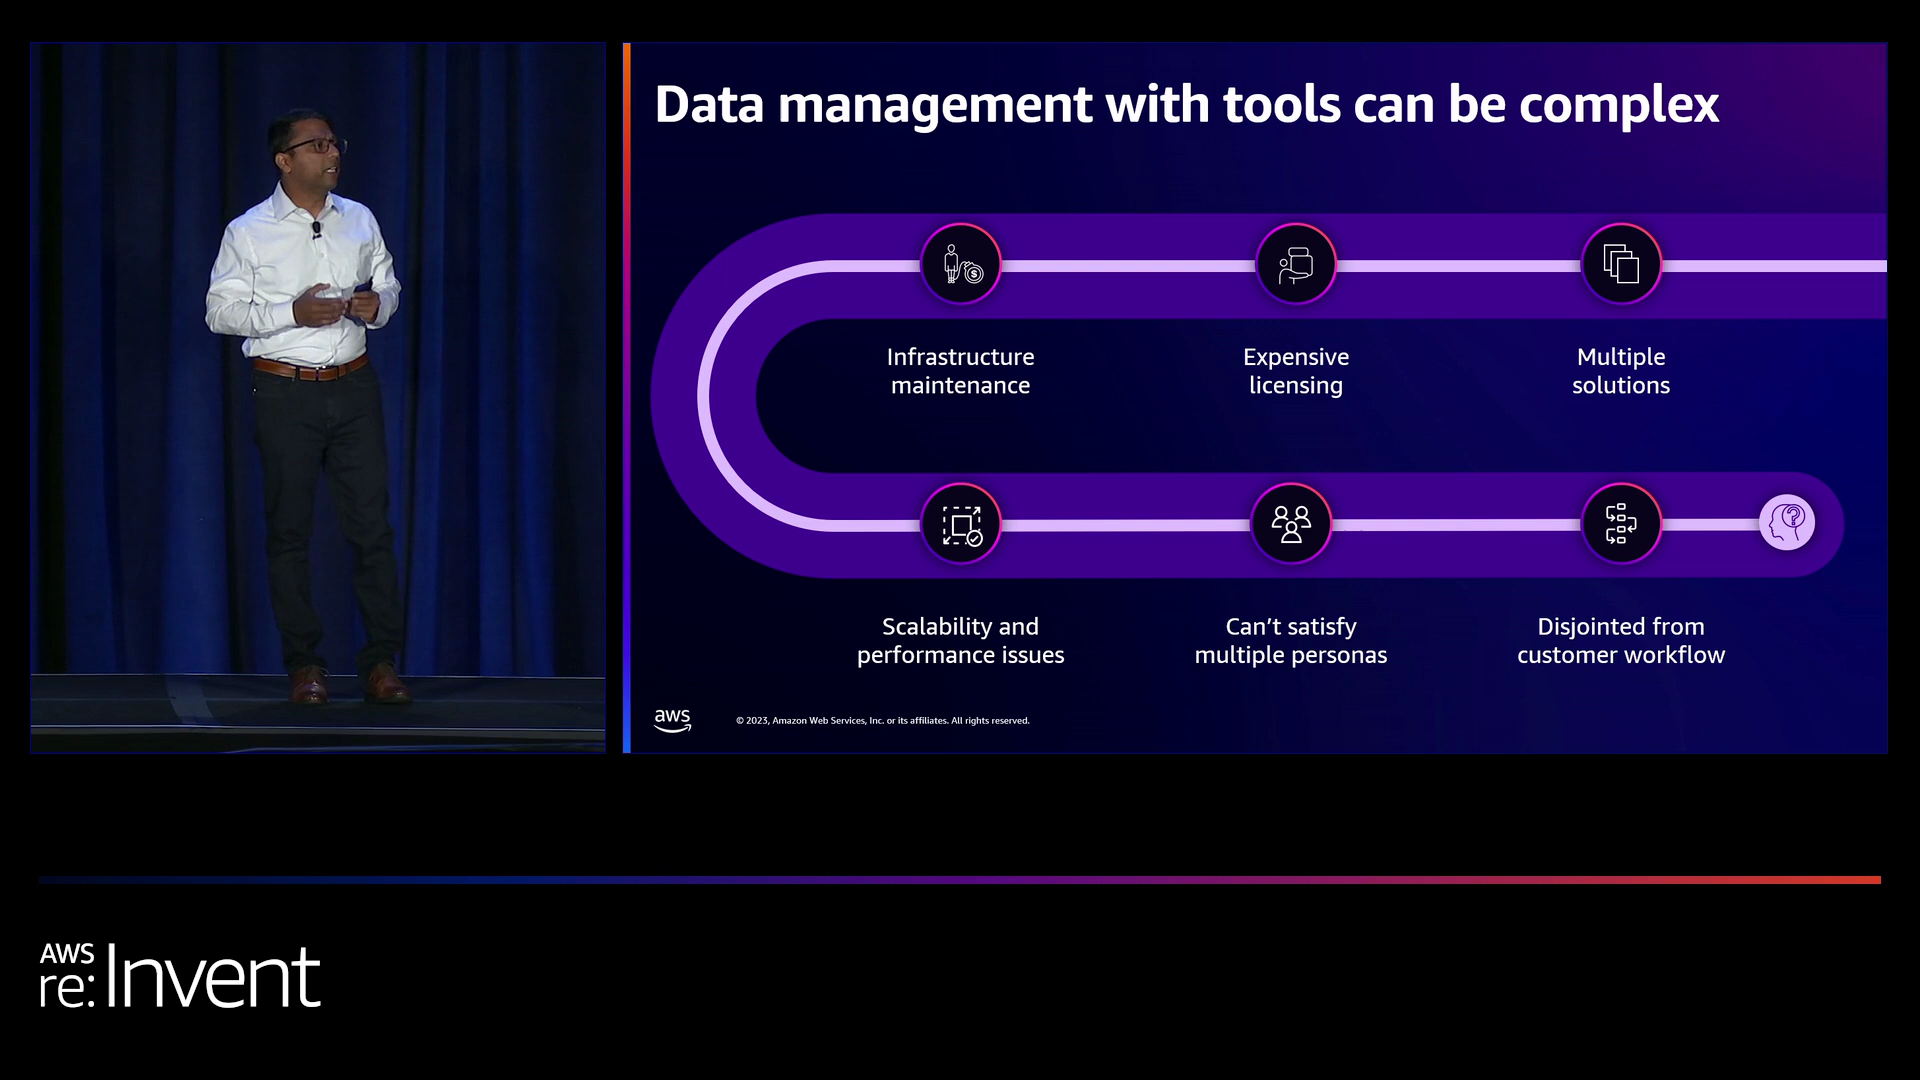 Data management with tools can be complex
Infrastructure
maintenance
Expensive
licensing
Multiple
solutions
Scalability and
performance issues
Can’t satisfy
multiple personas
Disjointed from
customer workflow
aws
© 2023, Amazon Web Services, Inc. or its affiliates. All rights reserved.
AWS
re:Invent